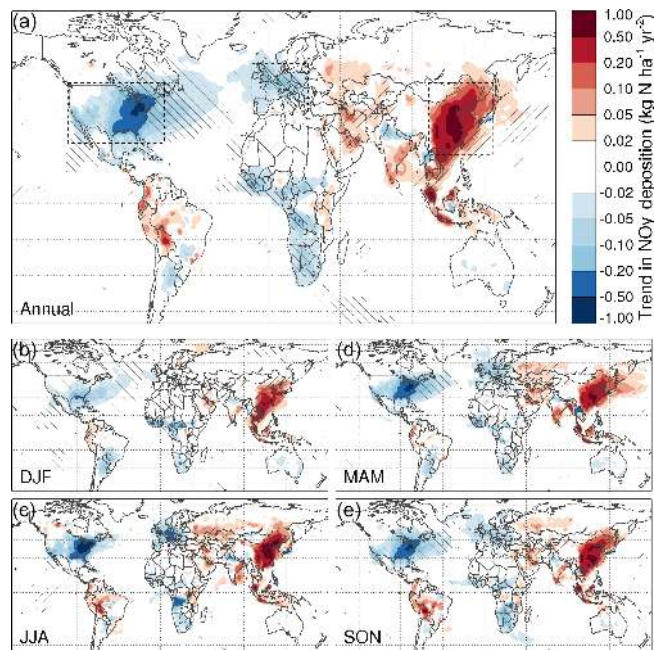 (a)
Annual
1.00
0.50
0.20
0.10
0.05
0.02
0.00
-0.02
-0.05
-0.10
-0.20
-0.50
-1.00
Trend in NOy deposition (kg N ha⁻¹ yr⁻²)
(b)
DJF
(d)
MAM
(c)
JJA
(e)
SON